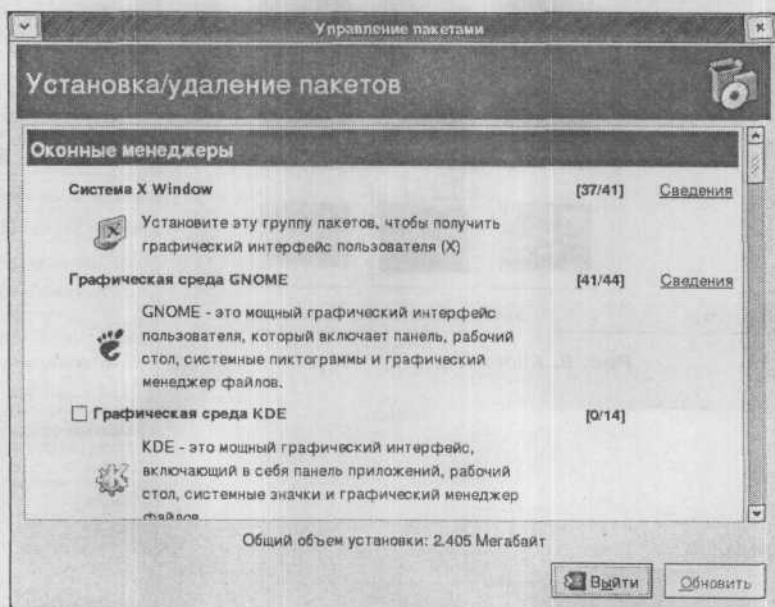 Управление пакетами
Установка/удаление пакетов
Оконные менеджеры
Система X Window [37/41] Сведения
Установите эту группу пакетов, чтобы получить
графический интерфейс пользователя (X)
Графическая среда GNOME [41/44] Сведения
GNOME - это мощный графический интерфейс
пользователя, который включает панель, рабочий
стол, системные пиктограммы и графический
менеджер файлов.
Графическая среда KDE [0/14]
KDE - это мощный графический интерфейс,
включающий в себя панель приложений, рабочий
стол, системные значки и графический менеджер
файлов.
Общий объем установки: 2.405 Мегабайт
Выйти Обновить